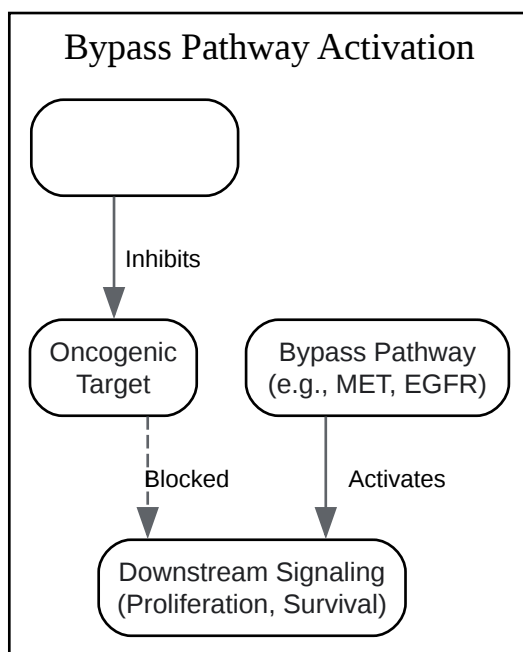 Bypass Pathway Activation
Inhibits
Oncogenic
Target
Bypass Pathway
(e.g., MET, EGFR)
Blocked
Activates
Downstream Signaling
(Proliferation, Survival)